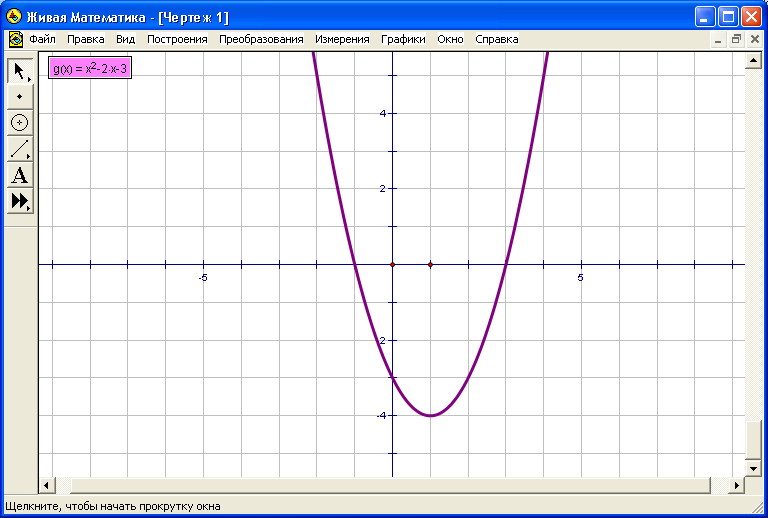 Живая Математика - [Чертеж 1]
Файл Правка Вид Построения Преобразования Измерения Графики Окно Справка
g(x) = x²-2·x-3
A
4
2
-5
5
-2
-4
Щелкните, чтобы начать прокрутку окна